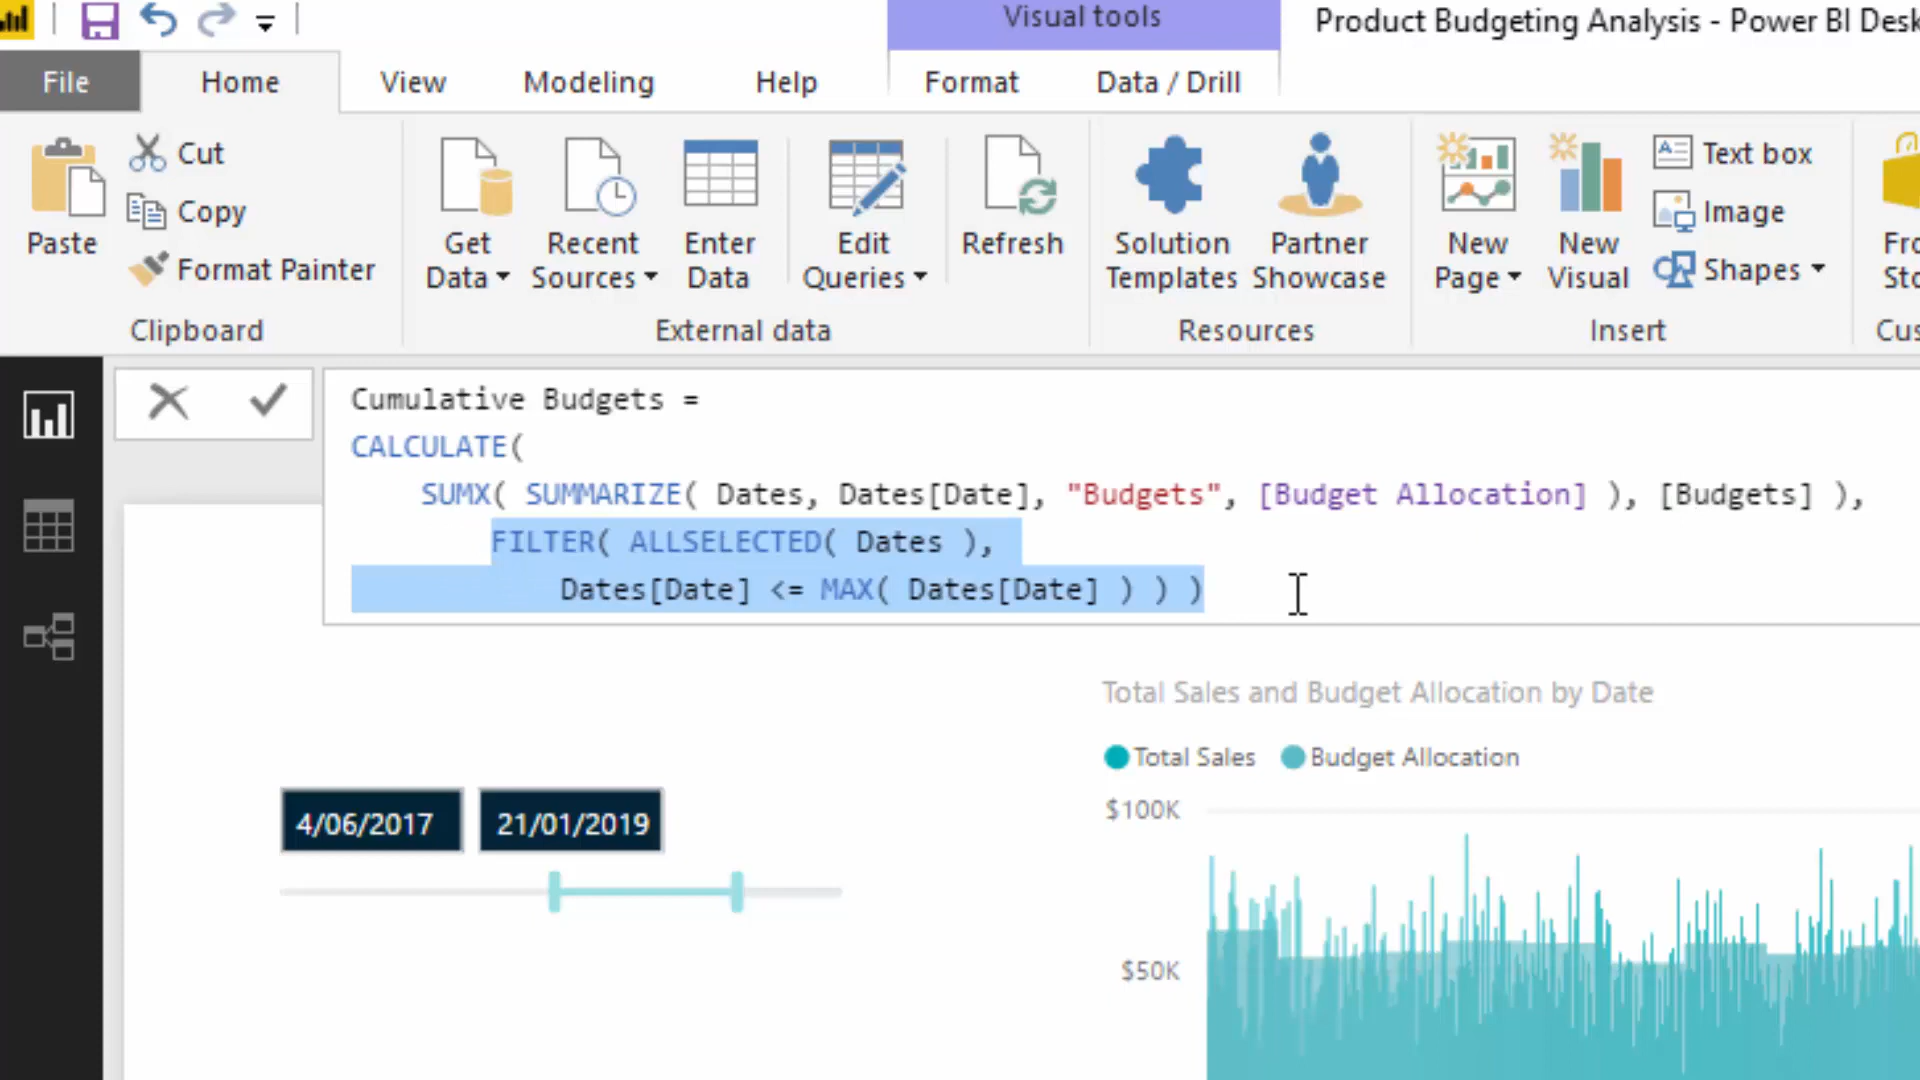 Visual tools
Product Budgeting Analysis - Power BI Desk
File Home View Modeling Help Format Data / Drill
Paste
Cut
Copy
Format Painter
Clipboard
Get Data
Recent Sources
Enter Data
Edit Queries
Refresh
External data
Solution Templates
Partner Showcase
Resources
New Page
New Visual
Text box
Image
Shapes
Insert
Cumulative Budgets =
CALCULATE(
SUMX( SUMMARIZE( Dates, Dates[Date], "Budgets", [Budget Allocation] ), [Budgets] ),
FILTER( ALLSELECTED( Dates ),
Dates[Date] <= MAX( Dates[Date] ) ) )
Total Sales and Budget Allocation by Date
Total Sales Budget Allocation
4/06/2017 21/01/2019
$100K
$50K